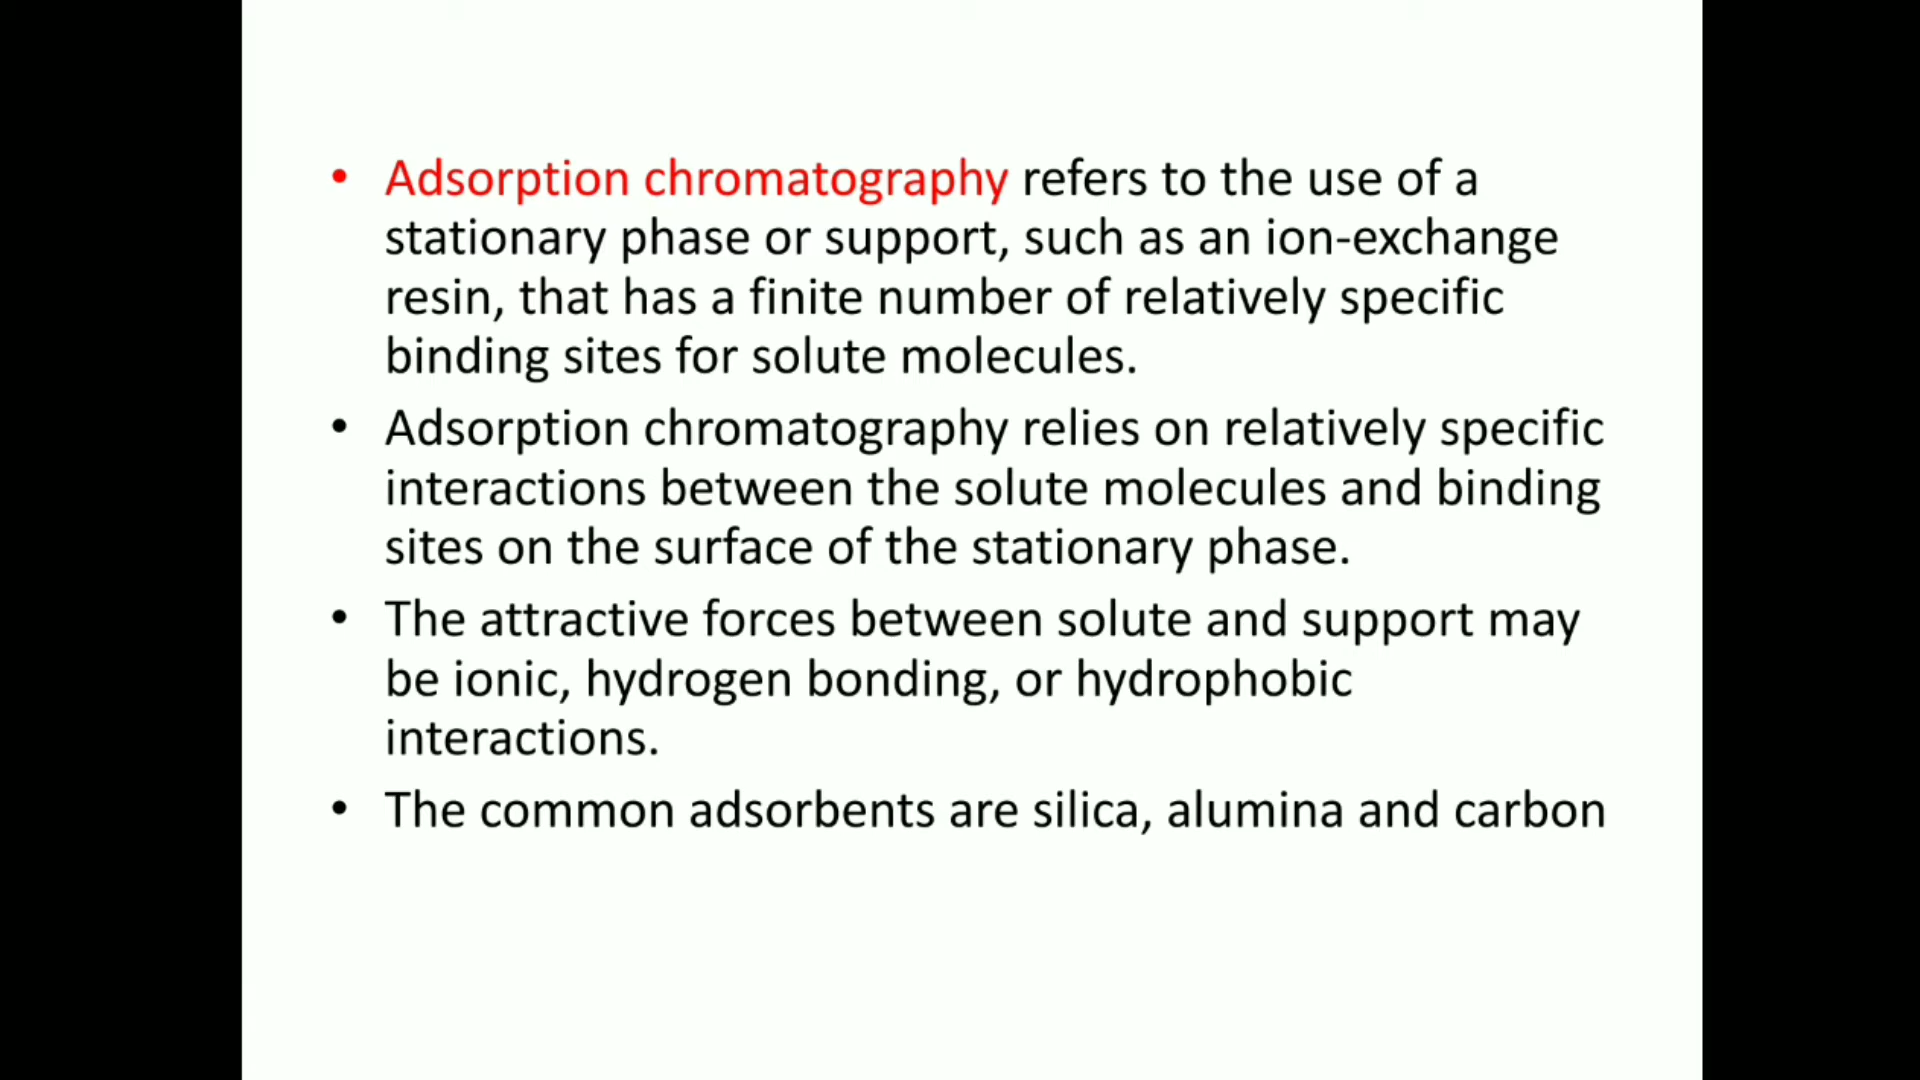 • Adsorption chromatography refers to the use of a
stationary phase or support, such as an ion-exchange
resin, that has a finite number of relatively specific
binding sites for solute molecules.
• Adsorption chromatography relies on relatively specific
interactions between the solute molecules and binding
sites on the surface of the stationary phase.
• The attractive forces between solute and support may
be ionic, hydrogen bonding, or hydrophobic
interactions.
• The common adsorbents are silica, alumina and carbon